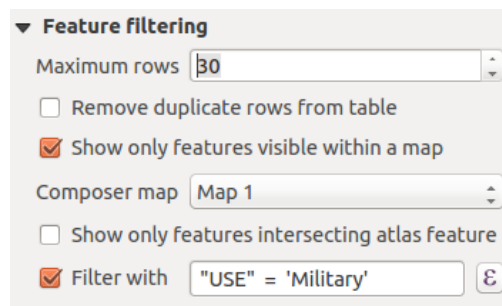 Feature filtering
Maximum rows 30
Remove duplicate rows from table
Show only features visible within a map
Composer map Map 1
Show only features intersecting atlas feature
Filter with "USE" = 'Military' ε